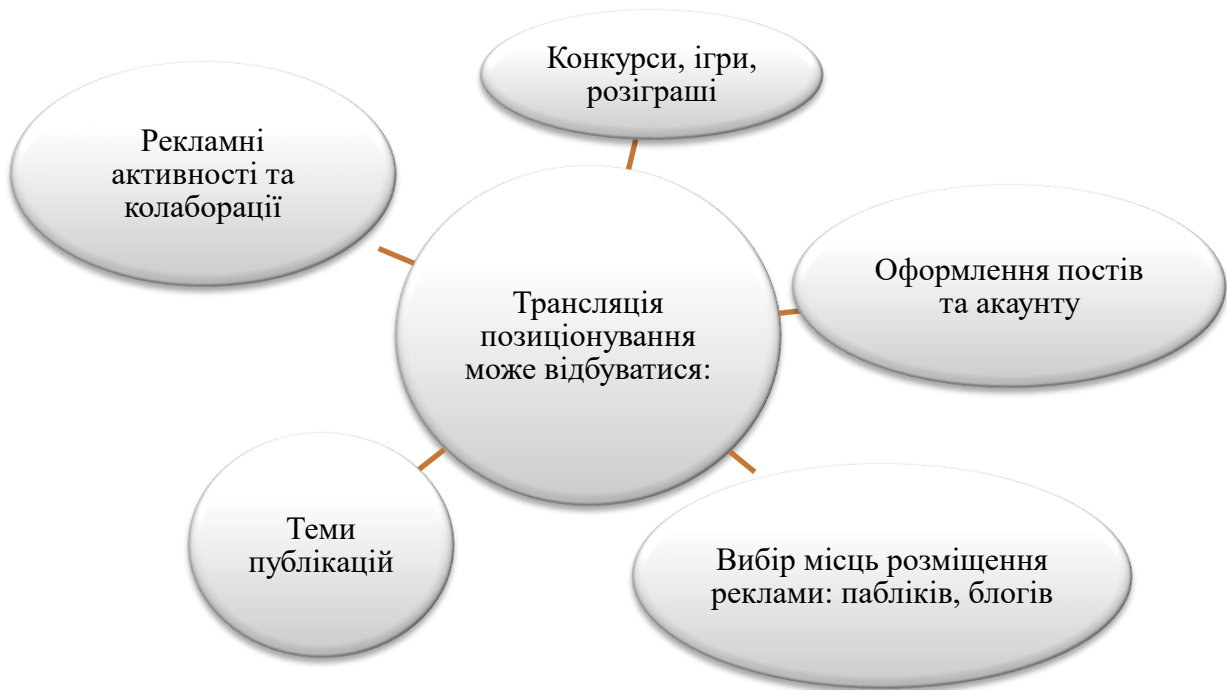 Конкурси, ігри,
розіграші
Рекламні
активності та
колаборації
Оформлення постів
та акаунту
Трансляція
позиціонування
може відбуватися:
Теми
публікацій
Вибір місць розміщення
реклами: пабліків, блогів